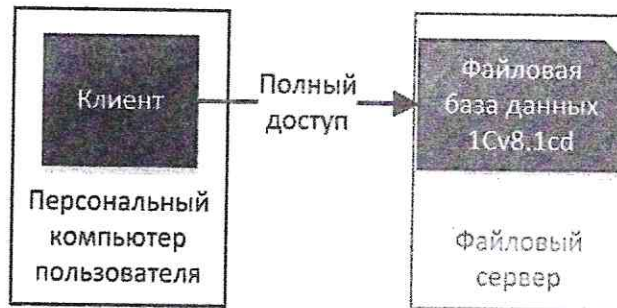 Клиент
Персональный
компьютер
пользователя
Полный
доступ
Файловая
база данных
1Cv8.1cd
Файловый
сервер